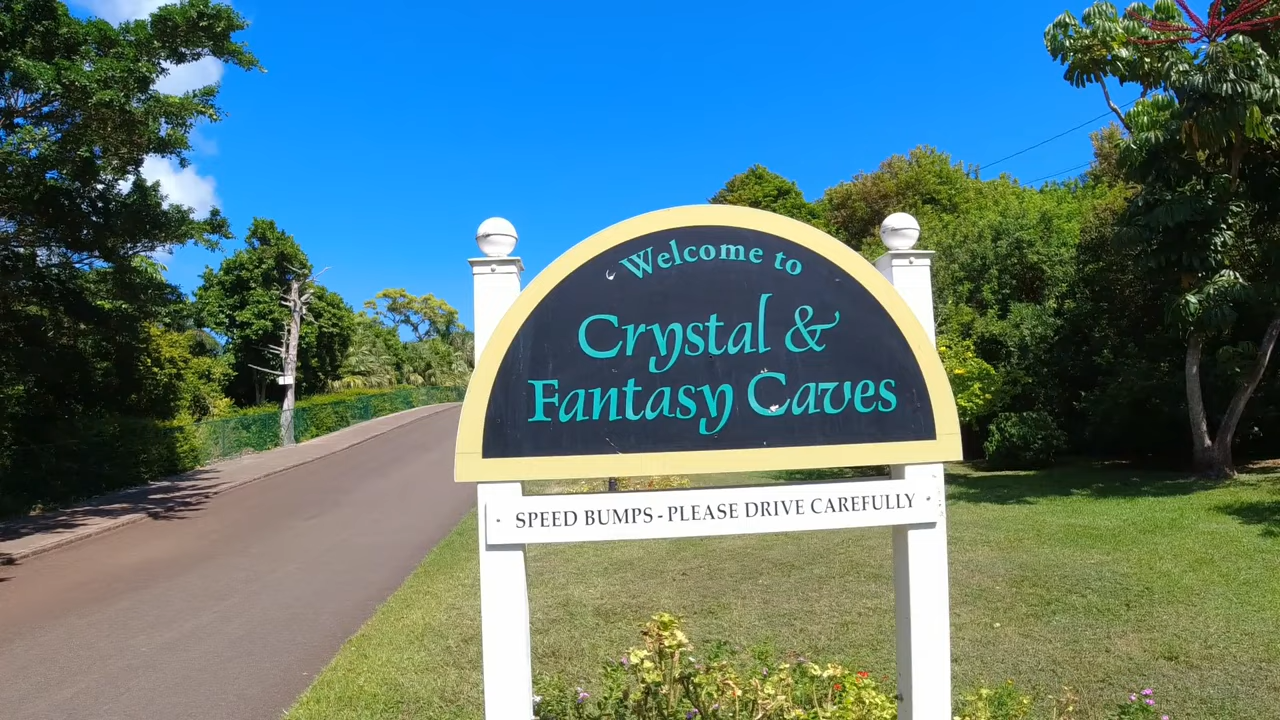 Welcome to
Crystal &
Fantasy Caves
SPEED BUMPS - PLEASE DRIVE CAREFULLY